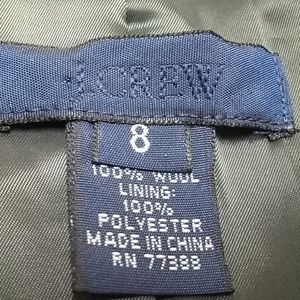 J.CREW
8
100% WOOL
LINING:
100%
POLYESTER
MADE IN CHINA
RN 77388